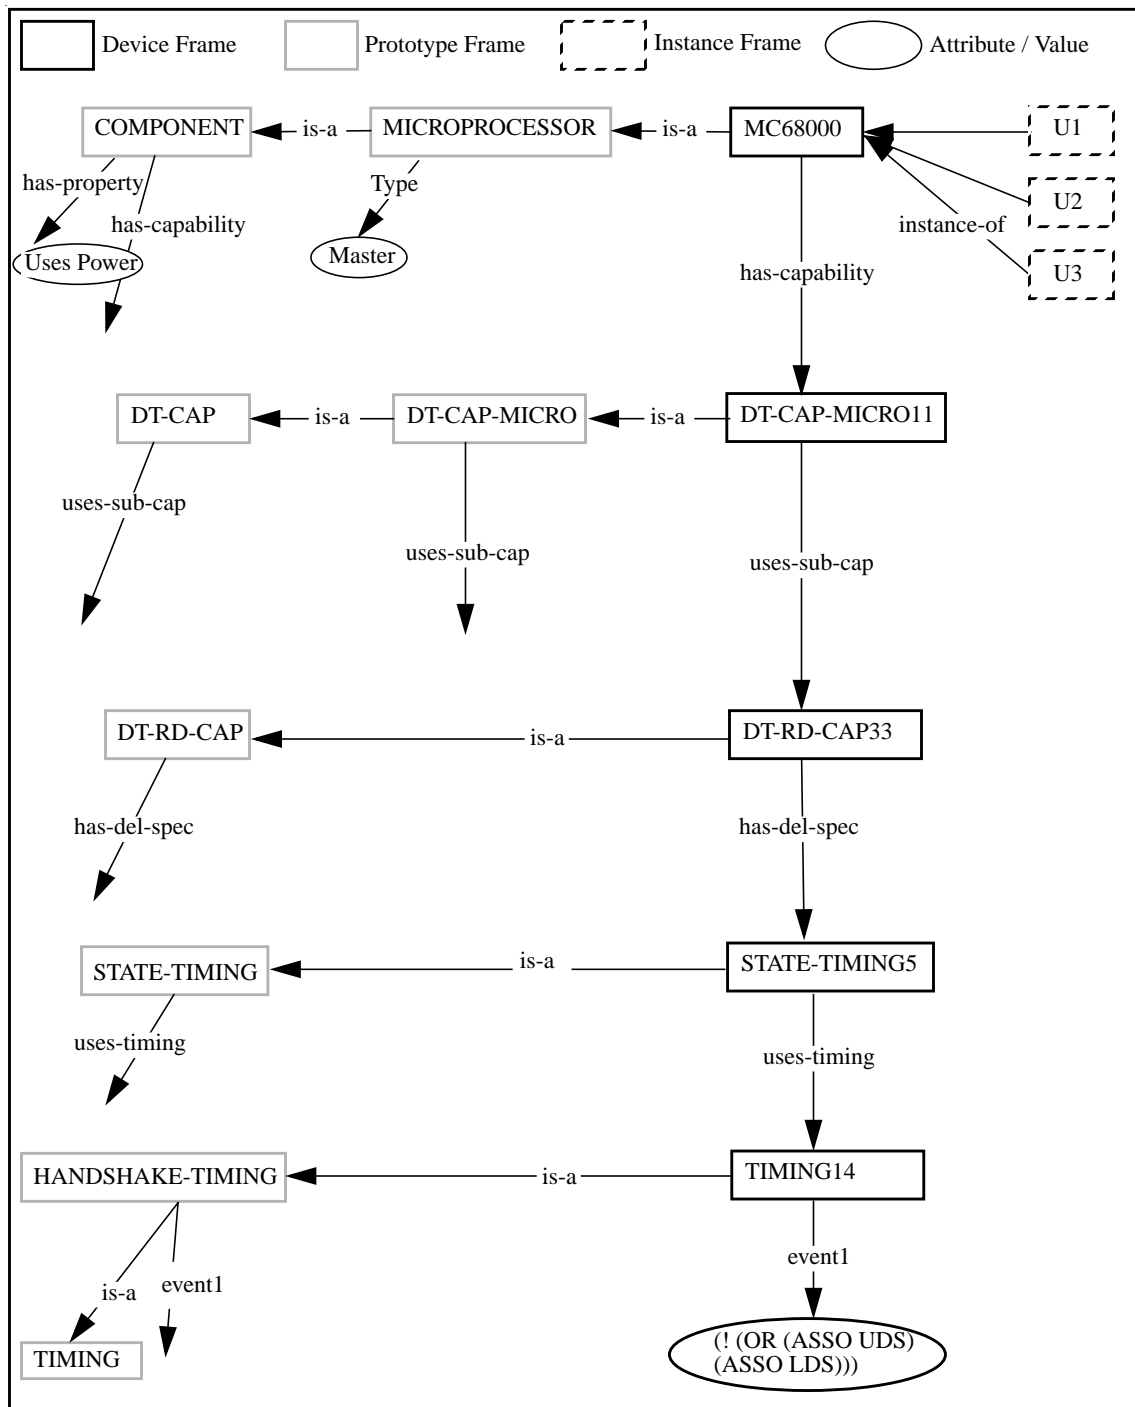 Device Frame
Prototype Frame
Instance Frame
Attribute / Value
COMPONENT
is-a
MICROPROCESSOR
is-a
MC68000
U1
has-property
Type
U2
has-capability
instance-of
Uses Power
Master
has-capability
U3
DT-CAP
is-a
DT-CAP-MICRO
is-a
DT-CAP-MICRO11
uses-sub-cap
uses-sub-cap
uses-sub-cap
DT-RD-CAP
is-a
DT-RD-CAP33
has-del-spec
has-del-spec
STATE-TIMING
is-a
STATE-TIMING5
uses-timing
uses-timing
HANDSHAKE-TIMING
is-a
TIMING14
is-a
event1
event1
TIMING
(! (OR (ASSO UDS)
(ASSO LDS)))